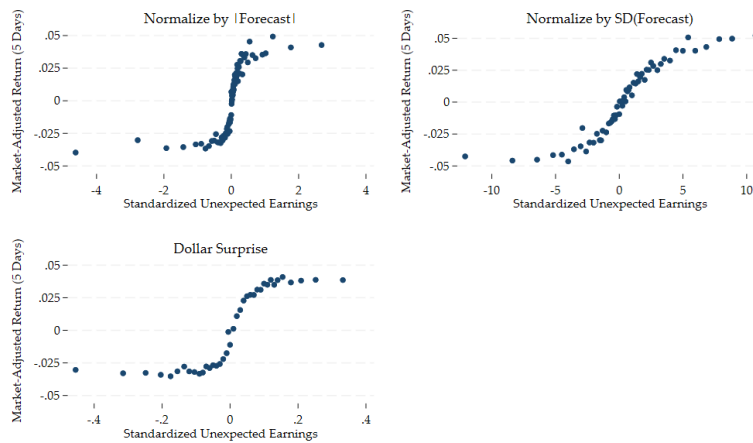 Normalize by |Forecast|
Market-Adjusted Return (5 Days)
.05
.025
0
-.025
-.05
-4 -2 0 2 4
Standardized Unexpected Earnings
Normalize by SD(Forecast)
Market-Adjusted Return (5 Days)
.05
.025
0
-.025
-.05
-10 -5 0 5 10
Standardized Unexpected Earnings
Dollar Surprise
Market-Adjusted Return (5 Days)
.05
.025
0
-.025
-.05
-.4 -.2 0 .2 .4
Standardized Unexpected Earnings